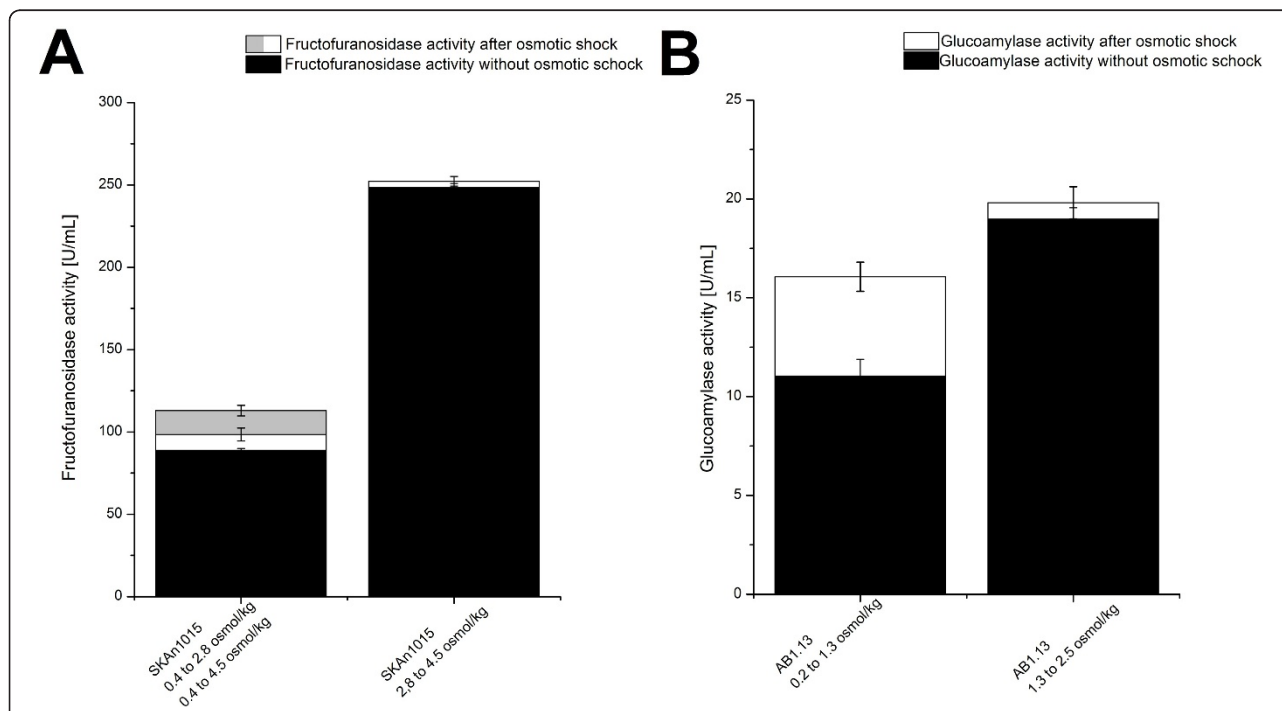 A
Fructofuranosidase activity after osmotic shock
Fructofuranosidase activity without osmotic schock
Fructofuranosidase activity [U/mL]
300
250
200
150
100
50
0
SKAn1015
0.4 to 2.8 osmol/kg
0.4 to 4.5 osmol/kg
SKAn1015
2,8 to 4.5 osmol/kg
B
Glucoamylase activity after osmotic shock
Glucoamylase activity without osmotic schock
Glucoamylase activity [U/mL]
25
20
15
10
5
0
AB1.13
0.2 to 1.3 osmol/kg
AB1.13
1.3 to 2.5 osmol/kg